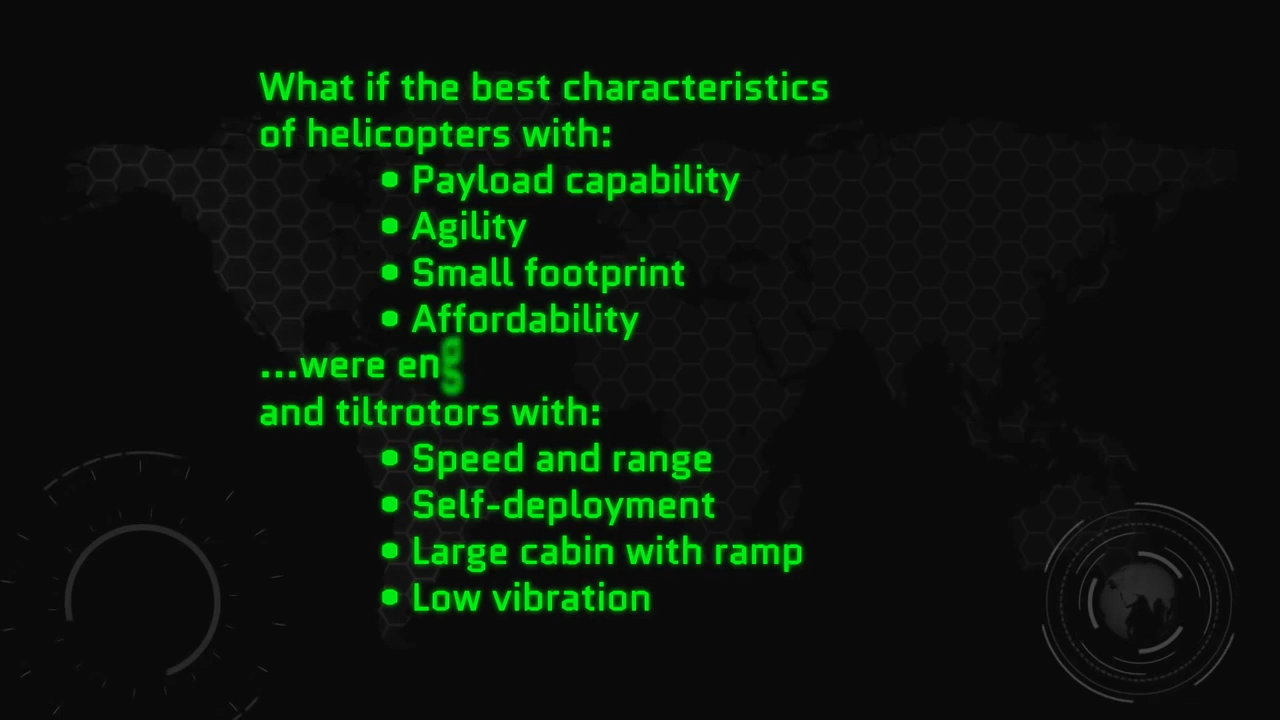 What if the best characteristics
of helicopters with:
• Payload capability
• Agility
• Small footprint
• Affordability
...were en
and tiltrotors with:
• Speed and range
• Self-deployment
• Large cabin with ramp
• Low vibration